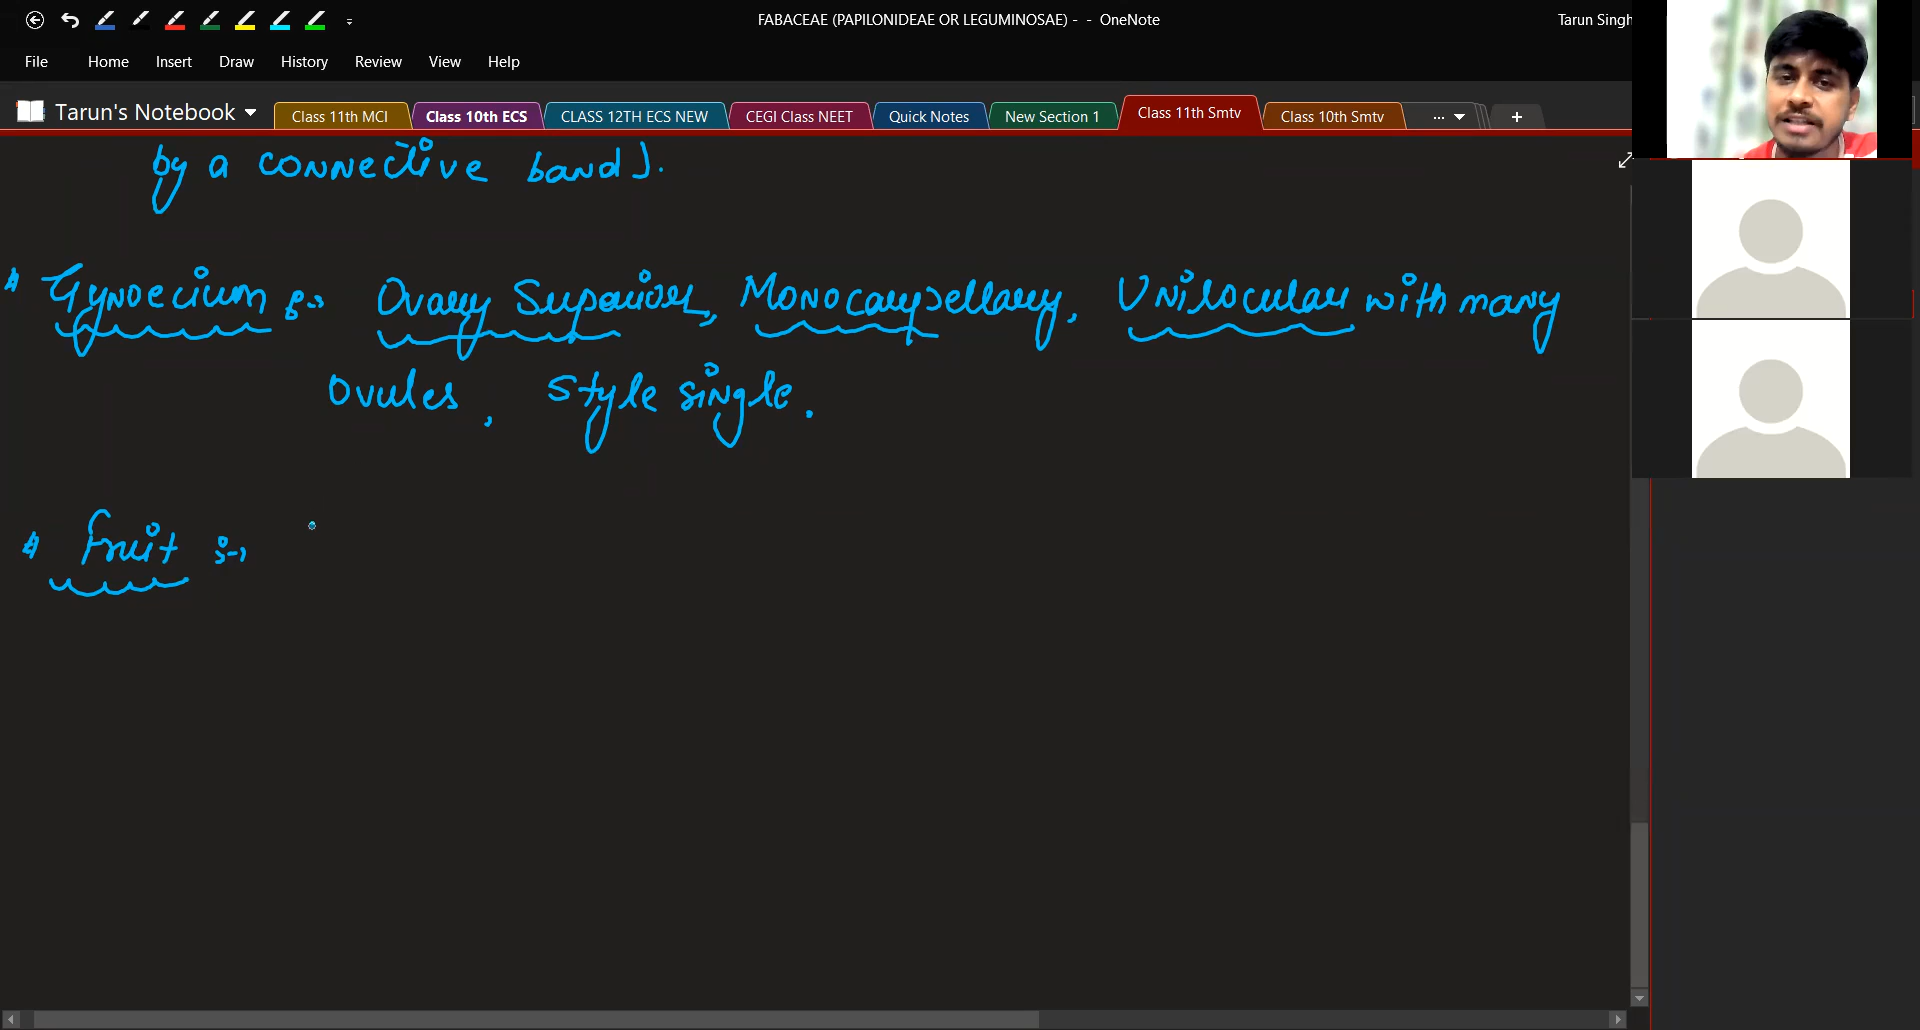 FABACEAE (PAPILONIDEAE OR LEGUMINOSAE) - - OneNote
Tarun Singh
File Home Insert Draw History Review View Help
Tarun's Notebook
Class 11th MCI Class 10th ECS CLASS 12TH ECS NEW CEGI Class NEET Quick Notes New Section 1 Class 11th Smtv Class 10th Smtv ... +
by a connective band).
Gynoecium :- Ovary Superior, Monocarpellary, Unilocular with many
Ovules, Style single.
Fruit :-